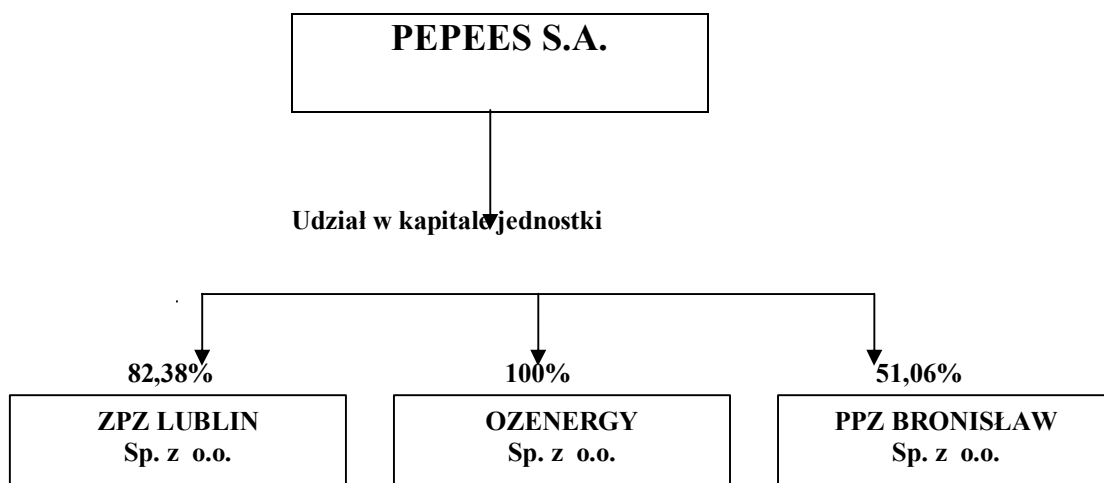 PEPEES S.A.
Udział w kapitale jednostki
82,38% 100% 51,06%
ZPZ LUBLIN
Sp. z o.o.
OZENERGY
Sp. z o.o.
PPZ BRONISŁAW
Sp. z o.o.